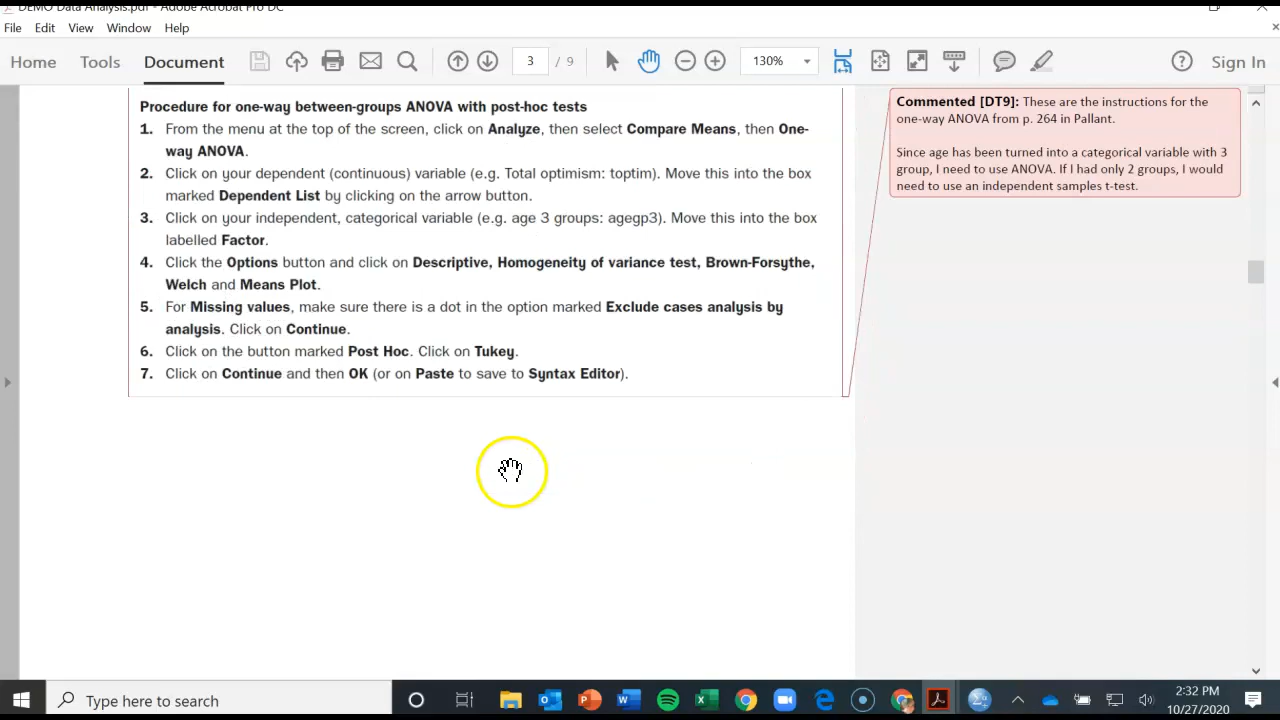 DEMO Data Analysis.pdf - Adobe Acrobat Pro DC
File Edit View Window Help
Home Tools Document 3 / 9 130% Sign In
Procedure for one-way between-groups ANOVA with post-hoc tests
1. From the menu at the top of the screen, click on Analyze, then select Compare Means, then One-
way ANOVA.
2. Click on your dependent (continuous) variable (e.g. Total optimism: toptim). Move this into the box
marked Dependent List by clicking on the arrow button.
3. Click on your independent, categorical variable (e.g. age 3 groups: agegp3). Move this into the box
labelled Factor.
4. Click the Options button and click on Descriptive, Homogeneity of variance test, Brown-Forsythe,
Welch and Means Plot.
5. For Missing values, make sure there is a dot in the option marked Exclude cases analysis by
analysis. Click on Continue.
6. Click on the button marked Post Hoc. Click on Tukey.
7. Click on Continue and then OK (or on Paste to save to Syntax Editor).
Commented [DT9]: These are the instructions for the
one-way ANOVA from p. 264 in Pallant.
Since age has been turned into a categorical variable with 3
group, I need to use ANOVA. If I had only 2 groups, I would
need to use an independent samples t-test.
Type here to search
2:32 PM
10/27/2020